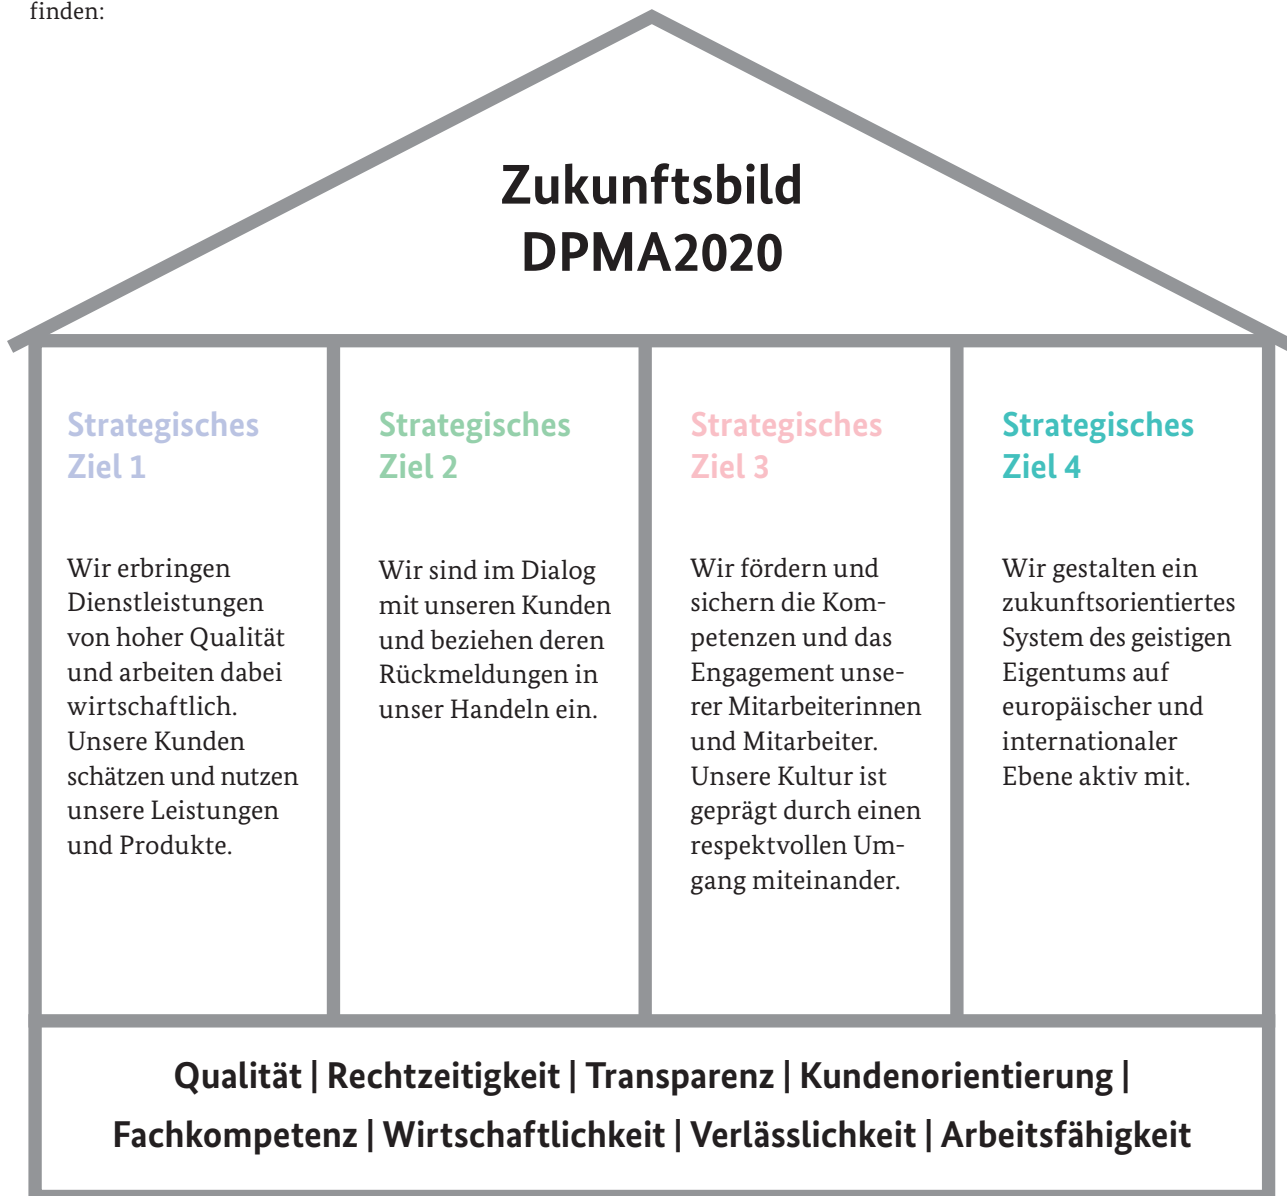 finden:
Zukunftsbild
DPMA2020
Strategisches
Ziel 1
Wir erbringen
Dienstleistungen
von hoher Qualität
und arbeiten dabei
wirtschaftlich.
Unsere Kunden
schätzen und nutzen
unsere Leistungen
und Produkte.
Strategisches
Ziel 2
Wir sind im Dialog
mit unseren Kunden
und beziehen deren
Rückmeldungen in
unser Handeln ein.
Strategisches
Ziel 3
Wir fördern und
sichern die Kom-
petenzen und das
Engagement unse-
rer Mitarbeiterinnen
und Mitarbeiter.
Unsere Kultur ist
geprägt durch einen
respektvollen Um-
gang miteinander.
Strategisches
Ziel 4
Wir gestalten ein
zukunftsorientiertes
System des geistigen
Eigentums auf
europäischer und
internationaler
Ebene aktiv mit.
Qualität | Rechtzeitigkeit | Transparenz | Kundenorientierung |
Fachkompetenz | Wirtschaftlichkeit | Verlässlichkeit | Arbeitsfähigkeit